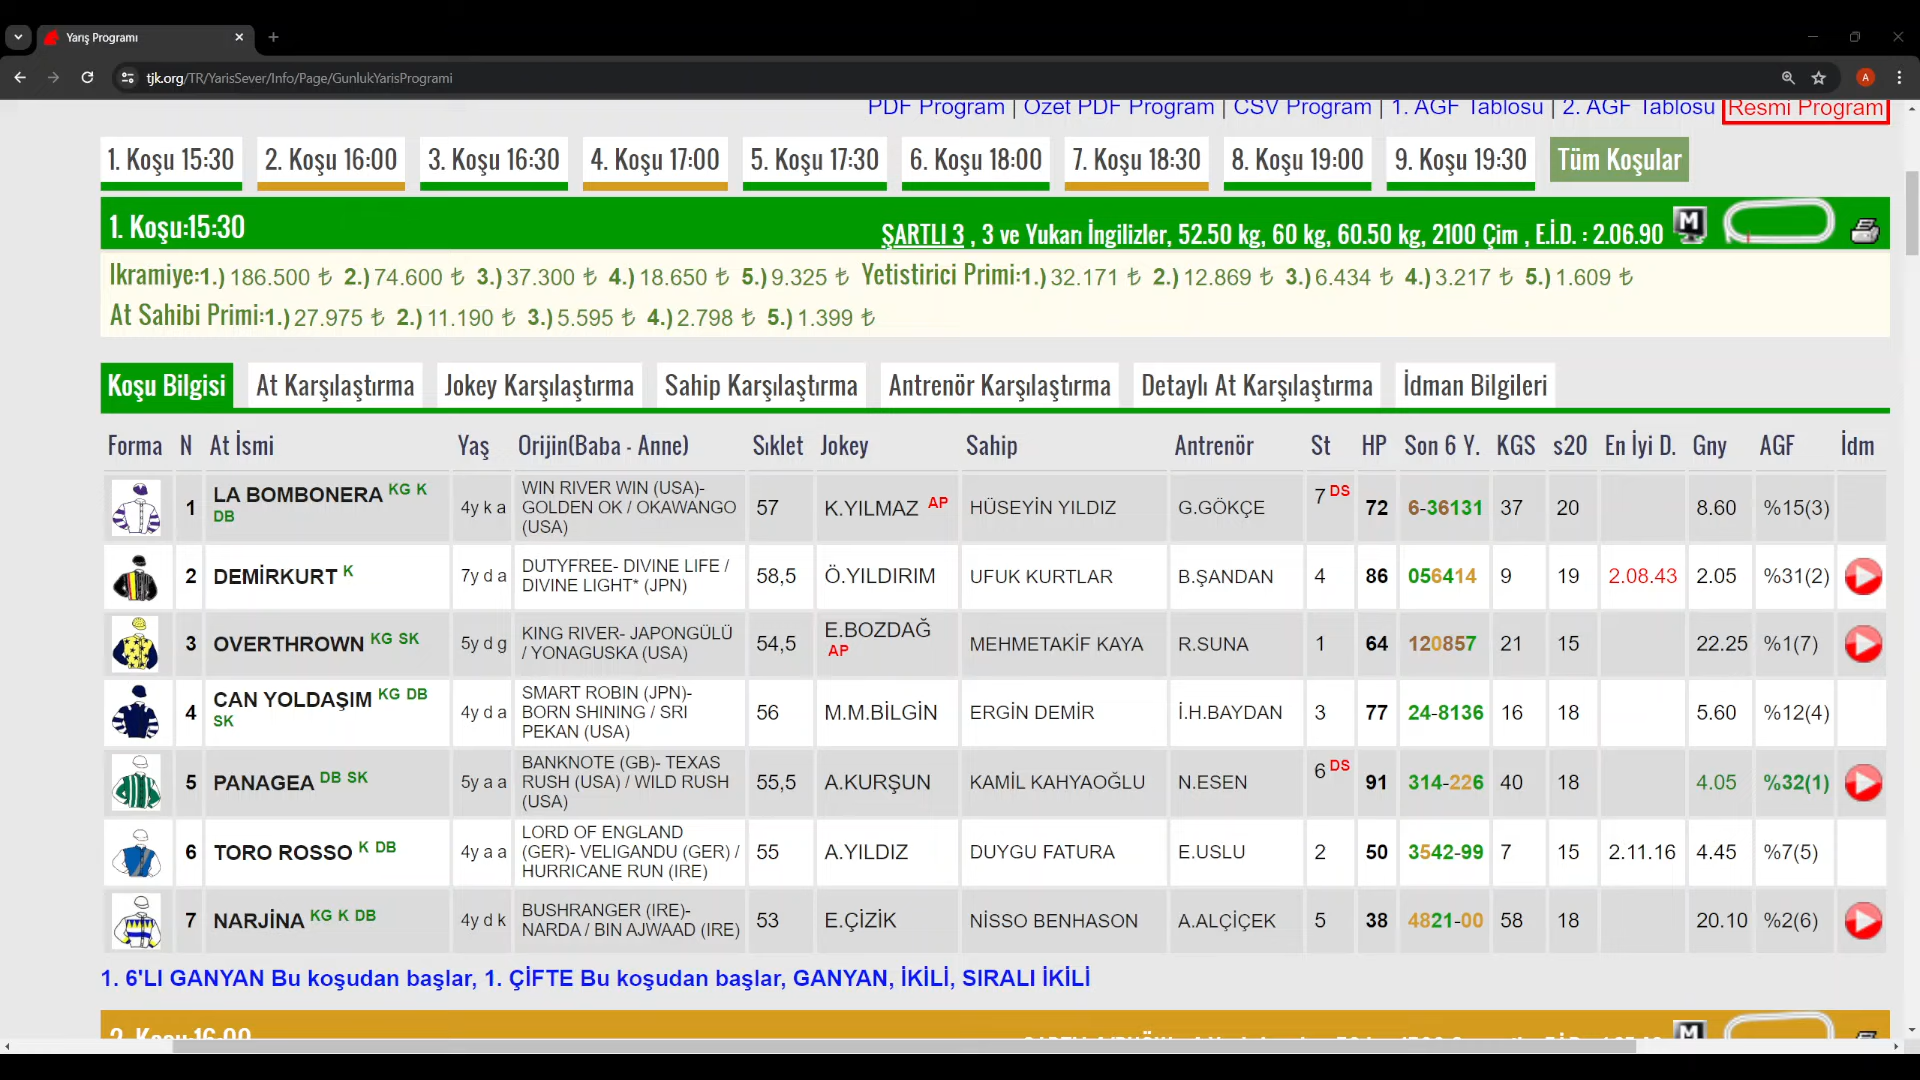 Yarış Programı
tjk.org/TR/YarisSever/Info/Page/GunlukYarisProgrami
A
PDF Program | Özet PDF Program | CSV Program | 1. AGF Tablosu | 2. AGF Tablosu Resmi Program
1. Koşu 15:30 2. Koşu 16:00 3. Koşu 16:30 4. Koşu 17:00 5. Koşu 17:30 6. Koşu 18:00 7. Koşu 18:30 8. Koşu 19:00 9. Koşu 19:30 Tüm Koşular
1. Koşu:15:30 ŞARTLI 3 , 3 ve Yukarı İngilizler, 52.50 kg, 60 kg, 60.50 kg, 2100 Çim , E.İ.D. : 2.06.90 M
Ikramiye:1.) 186.500 ₺ 2.) 74.600 ₺ 3.) 37.300 ₺ 4.) 18.650 ₺ 5.) 9.325 ₺ Yetistirici Primi:1.) 32.171 ₺ 2.) 12.869 ₺ 3.) 6.434 ₺ 4.) 3.217 ₺ 5.) 1.609 ₺
At Sahibi Primi:1.) 27.975 ₺ 2.) 11.190 ₺ 3.) 5.595 ₺ 4.) 2.798 ₺ 5.) 1.399 ₺
Koşu Bilgisi At Karşılaştırma Jokey Karşılaştırma Sahip Karşılaştırma Antrenör Karşılaştırma Detaylı At Karşılaştırma İdman Bilgileri
Forma N At İsmi Yaş Orijin(Baba - Anne) Sıklet Jokey Sahip Antrenör St HP Son 6 Y. KGS s20 En İyi D. Gny AGF İdm
1 LA BOMBONERA KG K DB 4y k a WIN RIVER WIN (USA)- GOLDEN OK / OKAWANGO (USA) 57 K.YILMAZ AP HÜSEYİN YILDIZ G.GÖKÇE 7 DS 72 6-36131 37 20 8.60 %15(3)
2 DEMİRKURT K 7y d a DUTYFREE- DIVINE LIFE / DIVINE LIGHT* (JPN) 58,5 Ö.YILDIRIM UFUK KURTLAR B.ŞANDAN 4 86 056414 9 19 2.08.43 2.05 %31(2)
3 OVERTHROWN KG SK 5y d g KING RIVER- JAPONGÜLÜ / YONAGUSKA (USA) 54,5 E.BOZDAĞ AP MEHMETAKİF KAYA R.SUNA 1 64 120857 21 15 22.25 %1(7)
4 CAN YOLDAŞIM KG DB SK 4y d a SMART ROBIN (JPN)- BORN SHINING / SRI PEKAN (USA) 56 M.M.BİLGİN ERGİN DEMİR İ.H.BAYDAN 3 77 24-8136 16 18 5.60 %12(4)
5 PANAGEA DB SK 5y a a BANKNOTE (GB)- TEXAS RUSH (USA) / WILD RUSH (USA) 55,5 A.KURŞUN KAMİL KAHYAOĞLU N.ESEN 6 DS 91 314-226 40 18 4.05 %32(1)
6 TORO ROSSO K DB 4y a a LORD OF ENGLAND (GER)- VELIGANDU (GER) / HURRICANE RUN (IRE) 55 A.YILDIZ DUYGU FATURA E.USLU 2 50 3542-99 7 15 2.11.16 4.45 %7(5)
7 NARJİNA KG K DB 4y d k BUSHRANGER (IRE)- NARDA / BIN AJWAAD (IRE) 53 E.ÇİZİK NİSSO BENHASON A.ALÇİÇEK 5 38 4821-00 58 18 20.10 %2(6)
1. 6'LI GANYAN Bu koşudan başlar, 1. ÇİFTE Bu koşudan başlar, GANYAN, İKİLİ, SIRALI İKİLİ
2. Koşu:16:00 M